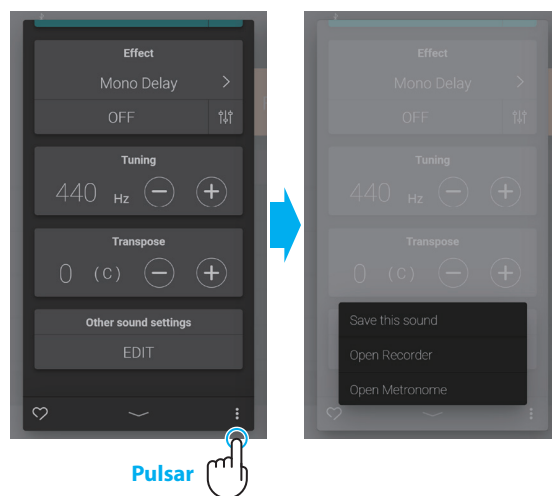 Effect
Mono Delay
OFF
Tuning
440 Hz
Transpose
0 (C)
Other sound settings
EDIT
Pulsar
Effect
Mono Delay
OFF
Tuning
440 Hz
Transpose
0 (C)
Save this sound
Open Recorder
Open Metronome